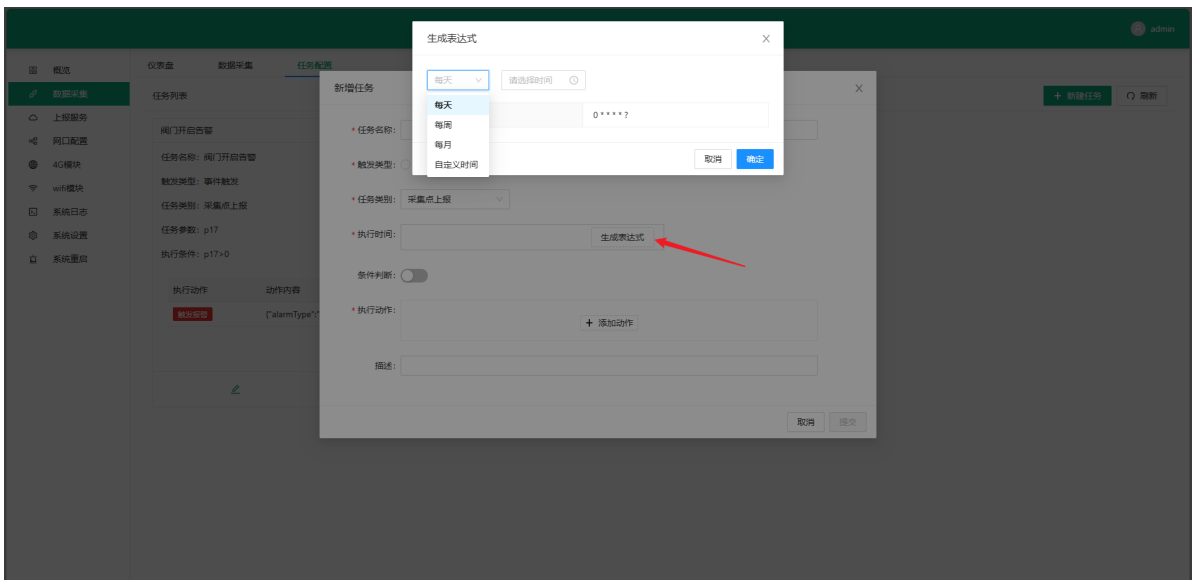 生成表达式
admin
概览
仪表盘 数据采集 任务配置
每天 请选择时间
新增任务
数据采集
任务列表
+ 新建任务 刷新
每天
每周
每月
自定义时间
0 * * * * ?
上报服务
阀门开启告警
* 任务名称:
网口配置
任务名称: 阀门开启告警
取消 确定
4G模块
* 触发类型:
触发类型: 事件触发
wifi模块
任务类别: 采集点上报
* 任务类别: 采集点上报
系统日志
任务参数: p17
* 执行时间: 生成表达式
系统设置
执行条件: p17>0
系统重启
条件判断:
执行动作 动作内容
触发报警 {"alarmType":"
* 执行动作:
+ 添加动作
描述:
取消 提交